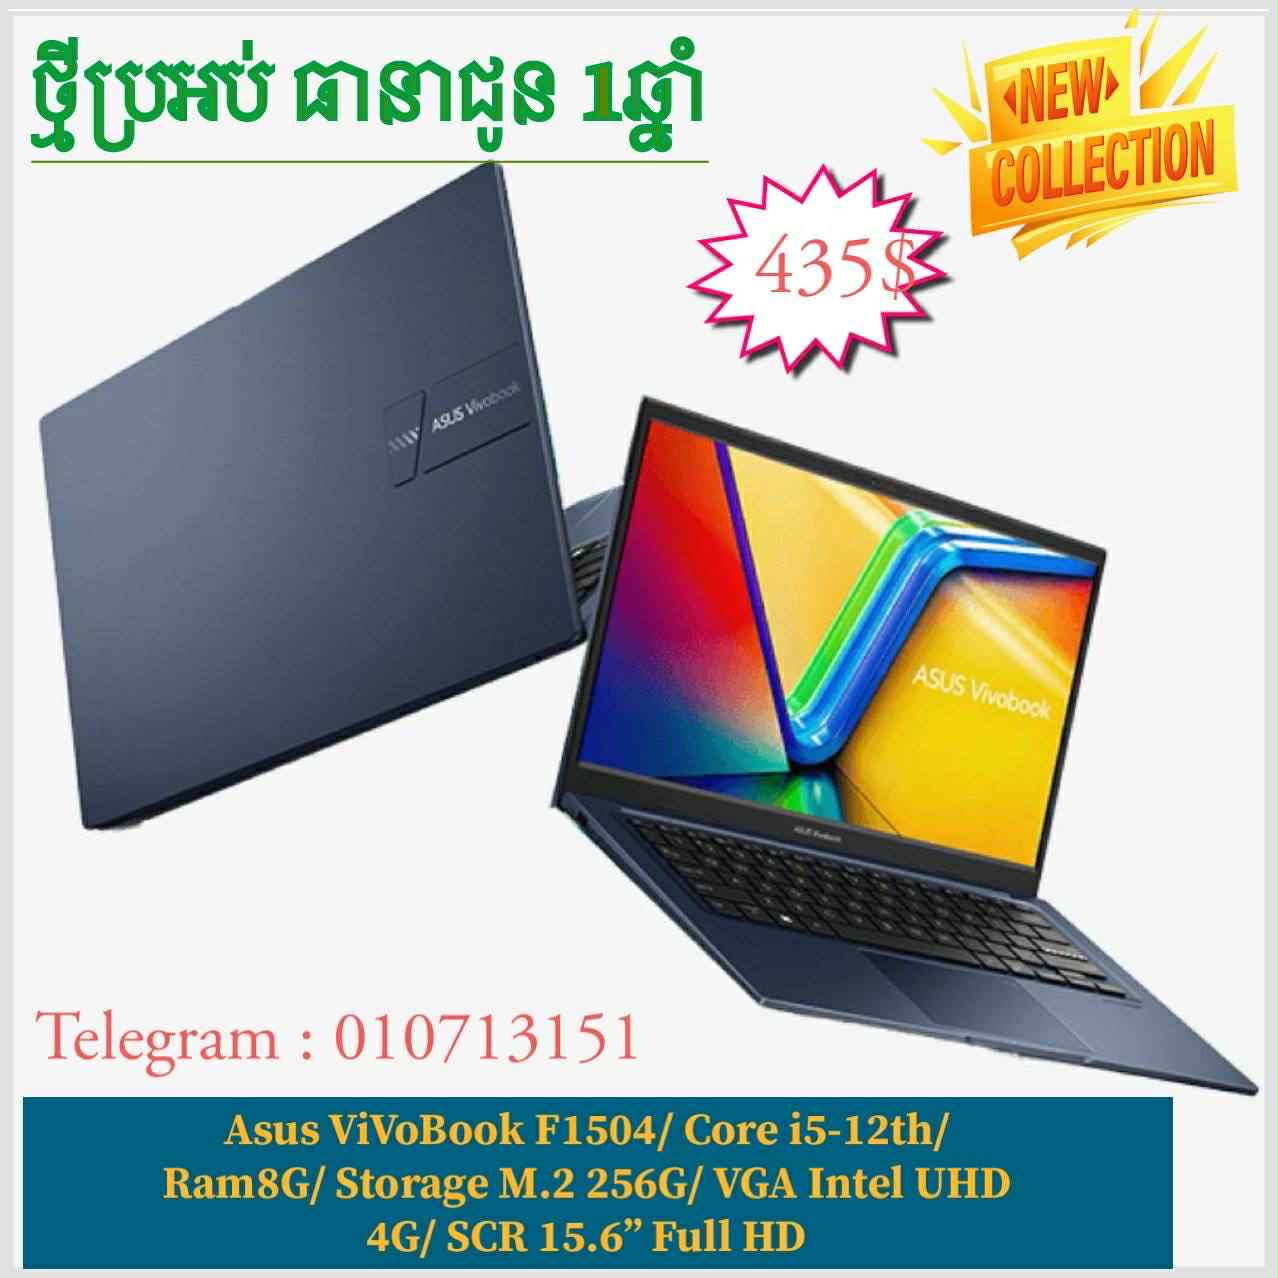 ថ្មីប្រអប់ ធានាជូន 1ឆ្នាំ
NEW
COLLECTION
435$
ASUS Vivobook
ASUS Vivobook
ASUS Vivobook
Telegram : 010713151
Asus ViVoBook F1504/ Core i5-12th/
Ram8G/ Storage M.2 256G/ VGA Intel UHD
4G/ SCR 15.6” Full HD